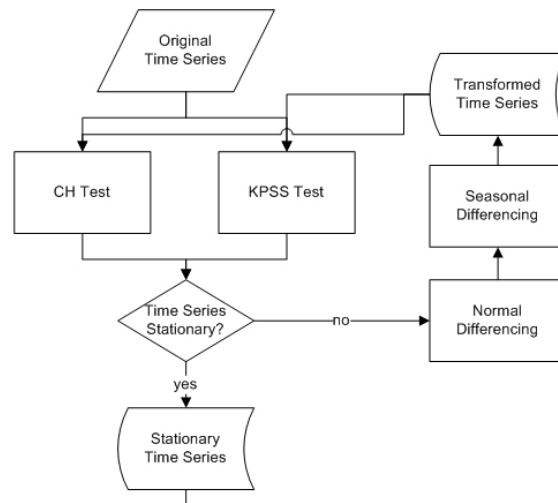 Original
Time Series
Transformed
Time Series
CH Test
KPSS Test
Seasonal
Differencing
Time Series
Stationary?
no
Normal
Differencing
yes
Stationary
Time Series